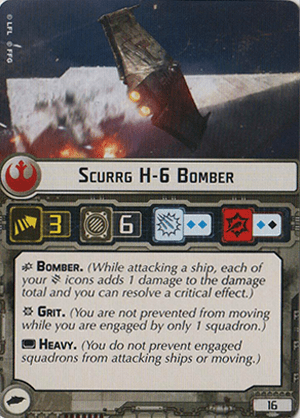 © LFL © FFG
SCURRG H-6 BOMBER
3 6
BOMBER. (While attacking a ship, each of
your icons adds 1 damage to the damage
total and you can resolve a critical effect.)
GRIT. (You are not prevented from moving
while you are engaged by only 1 squadron.)
HEAVY. (You do not prevent engaged
squadrons from attacking ships or moving.)
16